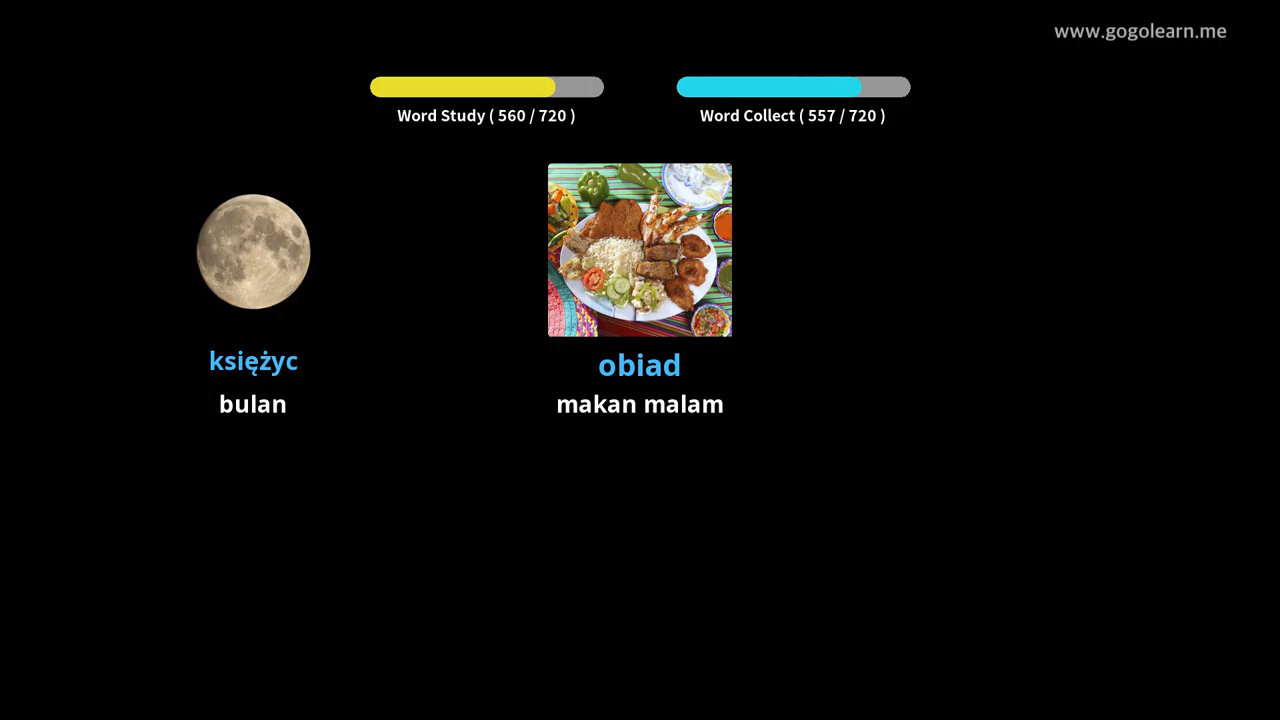 www.gogolearn.me
Word Study ( 560 / 720 )
Word Collect ( 557 / 720 )
księżyc
bulan
obiad
makan malam